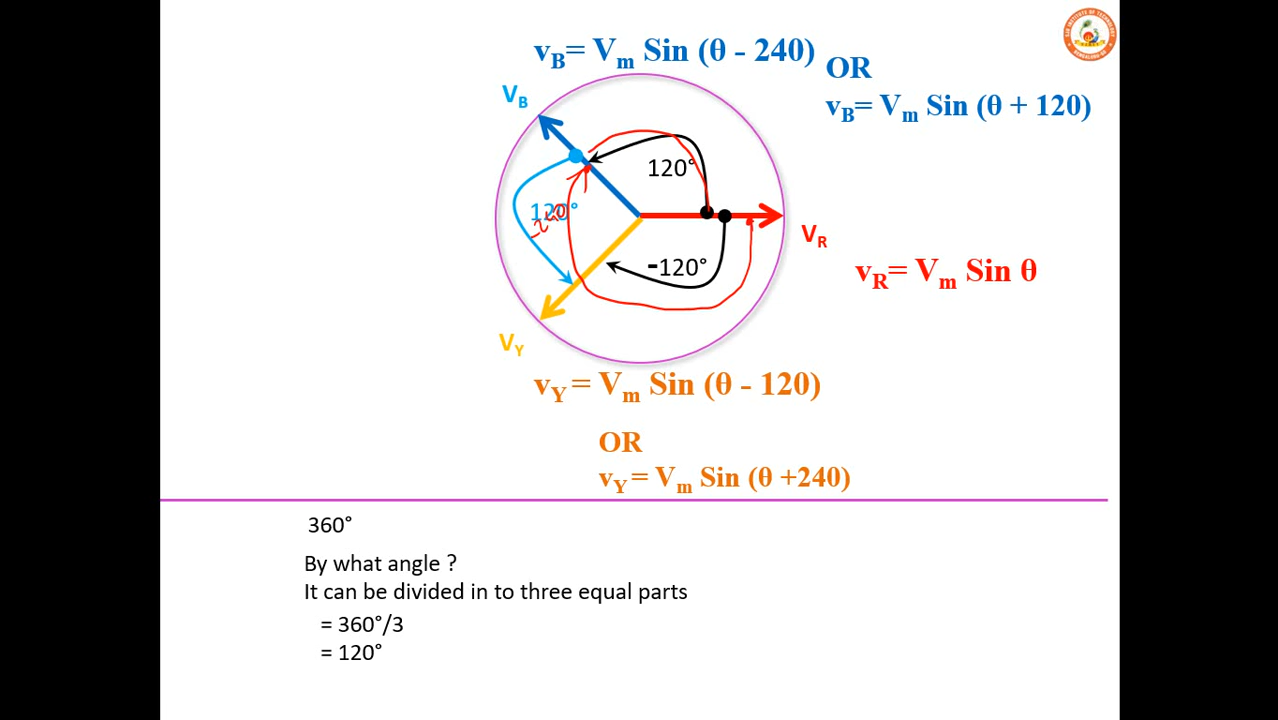 vB= Vm Sin (θ - 240)
OR
vB= Vm Sin (θ + 120)
VB
120°
120°
-240
VR
-120°
vR= Vm Sin θ
VY
vY = Vm Sin (θ - 120)
OR
vY = Vm Sin (θ +240)
360°
By what angle ?
It can be divided in to three equal parts
= 360°/3
= 120°